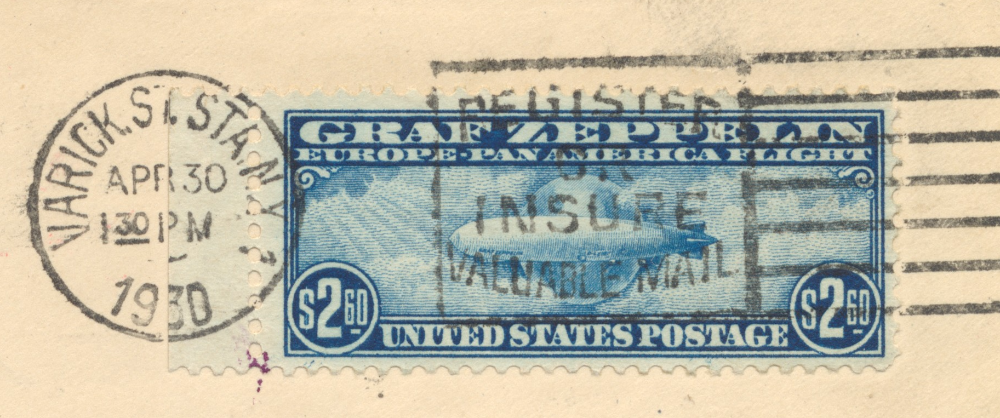 VARICK. ST. STA. N.Y.
APR 30
1 30 PM
1930
REGISTER
OR
INSURE
VALUABLE MAIL
GRAF ZEPPELIN
EUROPE-PAN AMERICA FLIGHT
$2 60
$2 60
UNITED STATES POSTAGE